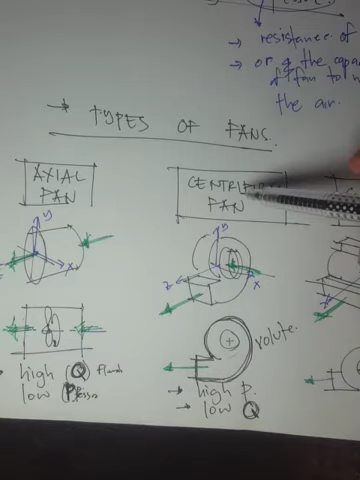 → resistance of
→ or of the capa
of fan to
the air.
→ TYPES OF FANS.
AXIAL
FAN
CENTRIFU
FAN
y
x
y
z
x
volute.
→ high Q Flow
low P
→ high P.
→ low Q